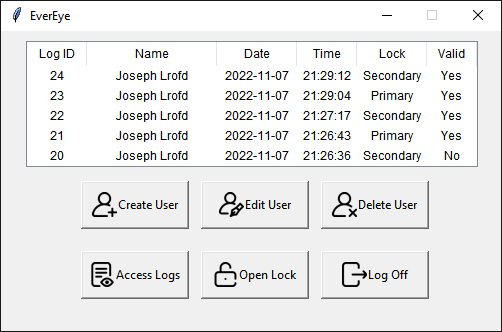 EverEye
Log ID Name Date Time Lock Valid
24 Joseph Lrofd 2022-11-07 21:29:12 Secondary Yes
23 Joseph Lrofd 2022-11-07 21:29:04 Primary Yes
22 Joseph Lrofd 2022-11-07 21:27:17 Secondary Yes
21 Joseph Lrofd 2022-11-07 21:26:43 Primary Yes
20 Joseph Lrofd 2022-11-07 21:26:36 Secondary No
Create User Edit User Delete User
Access Logs Open Lock Log Off